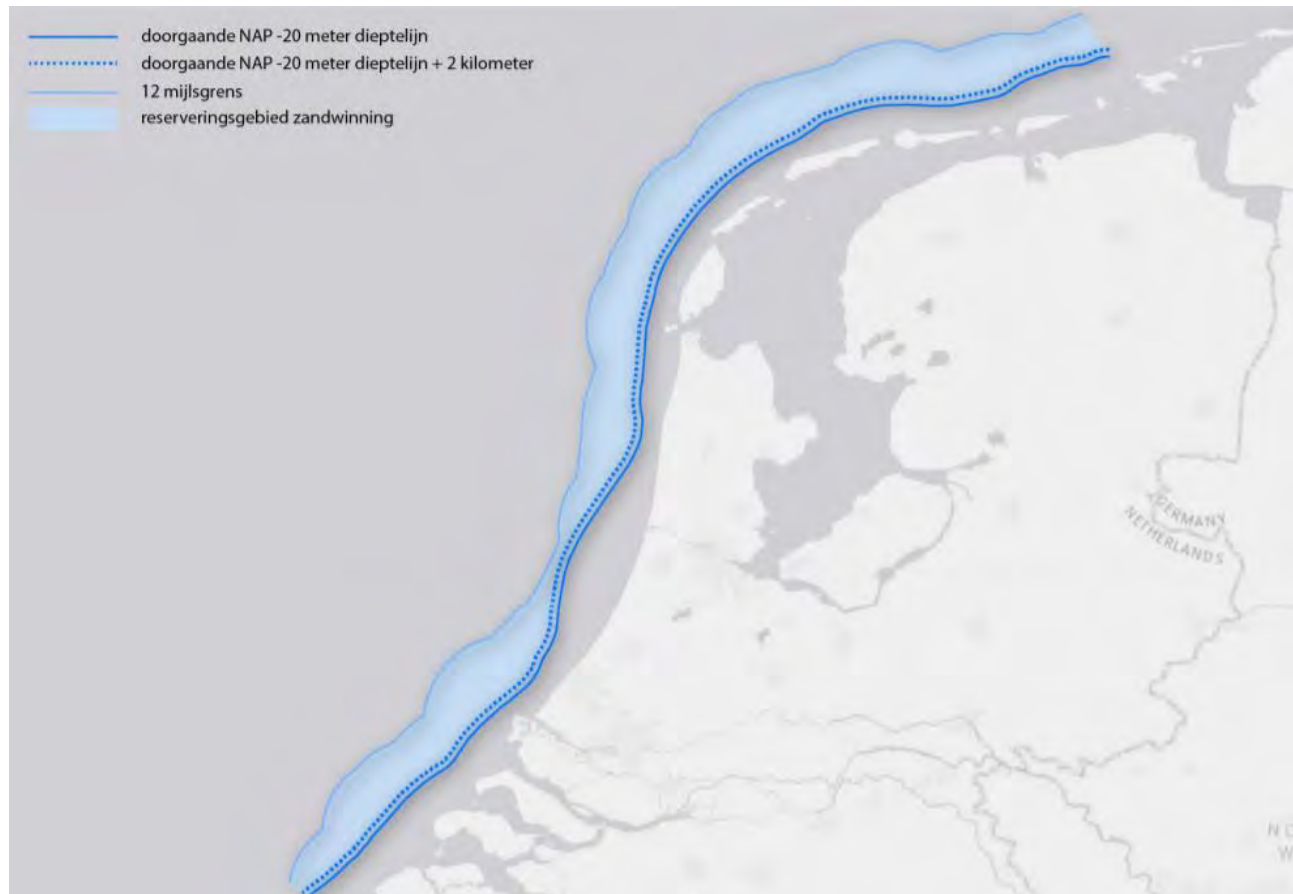 doorgaande NAP -20 meter dieptelijn
doorgaande NAP -20 meter dieptelijn + 2 kilometer
12 mijlsgrens
reserveringsgebied zandwinning
GERMANY
NETHERLANDS